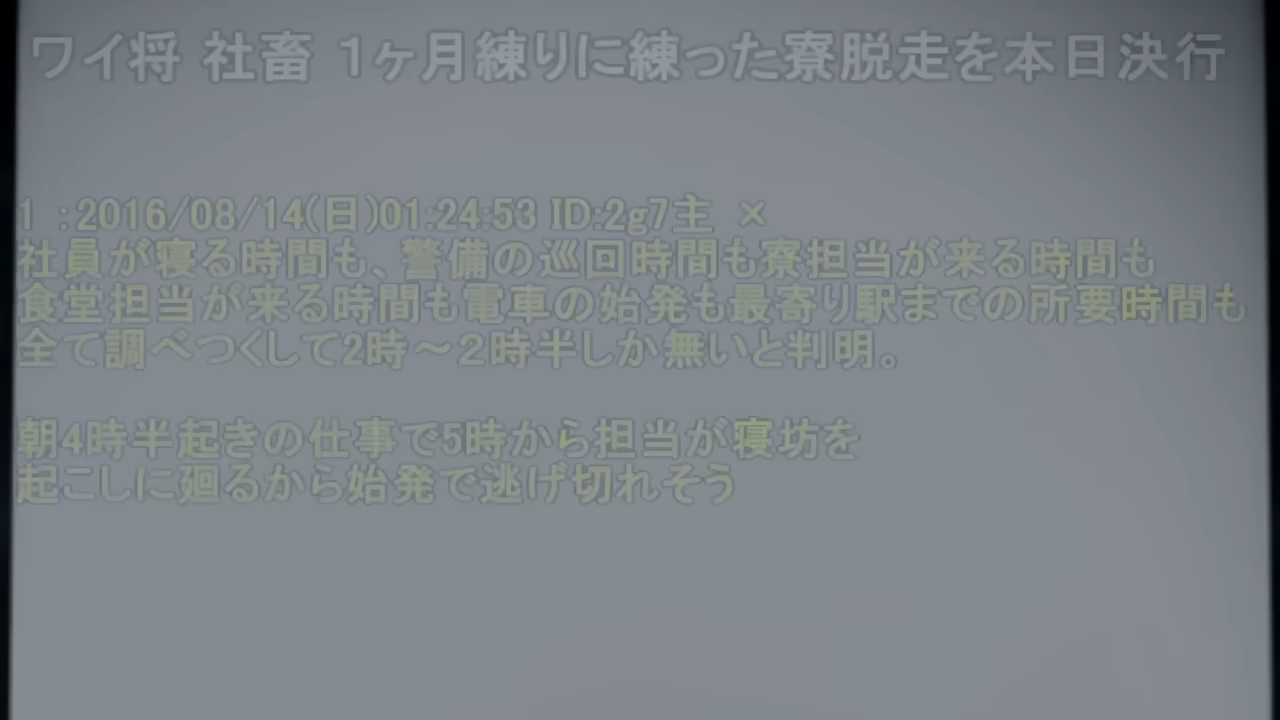 ワイ将 社畜 1ヶ月練りに練った寮脱走を本日決行
1 : 2016/08/14(日)01:24:53 ID:2g7主 ×
社員が寝る時間も、警備の巡回時間も寮担当が来る時間も
食堂担当が来る時間も電車の始発も最寄り駅までの所要時間も
全て調べつくして2時～２時半しか無いと判明。
朝4時半起きの仕事で5時から担当が寝坊を
起こしに廻るから始発で逃げ切れそう